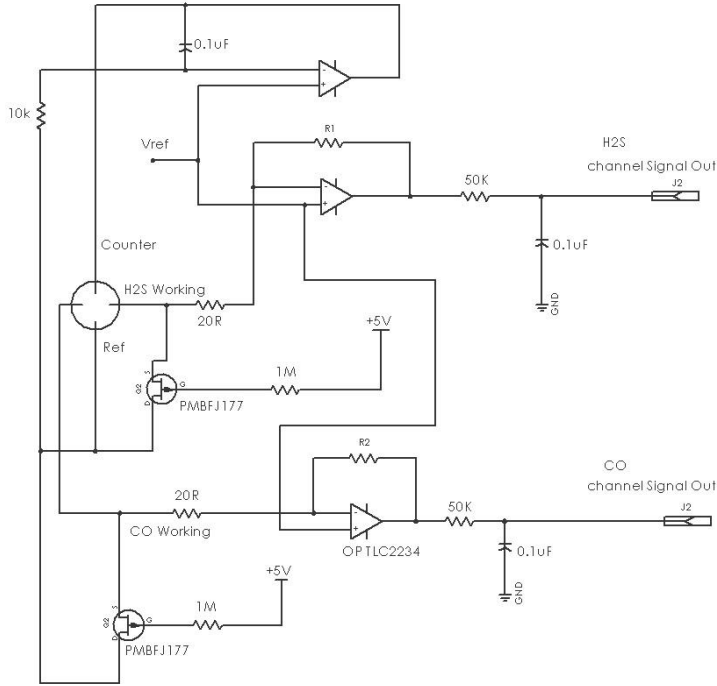 0.1uF
-
+
10k
Vref
R1
-
+
H2S
channel Signal Out
J2
50K
0.1uF
GND
Counter
H2S Working
20R
Ref
+5V
1M
S
G2
D
G
PMBFJ177
R2
-
+
OPTLC2234
50K
CO
channel Signal Out
J2
0.1uF
GND
20R
CO Working
+5V
1M
S
G2
D
G
PMBFJ177